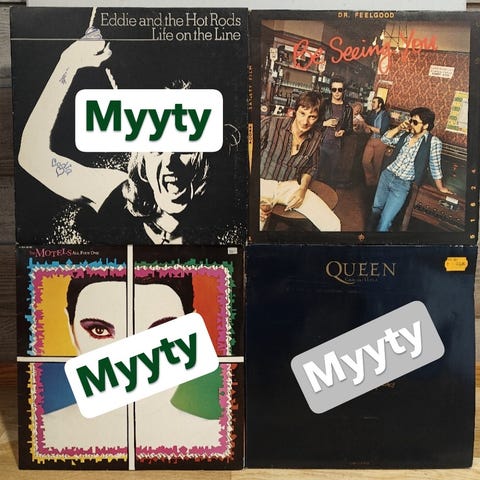 Eddie and the Hot Rods
Life on the Line
Myyty
DR. FEELGOOD
Be Seeing You
THE MOTELS ALL FOUR ONE
Myyty
QUEEN
Myyty